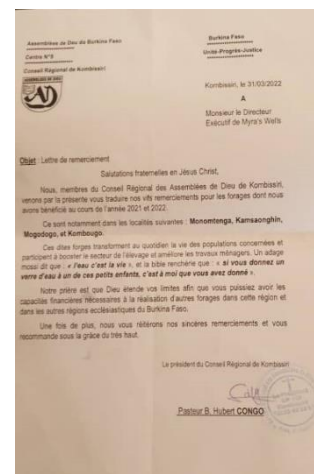 Assemblées de Dieu de Burkina Faso
Centre N°5
Conseil Régional de Kombissiri
ASSEMBLEES DE DIEU
AD
Burkina Faso
Unité-Progrès-Justice
Kombissiri, le 31/03/2022
A
Monsieur le Directeur
Exécutif de Myra's Wells
Objet : Lettre de remerciement
Salutations fraternelles en Jésus Christ,
Nous, membres du Conseil Régional des Assemblées de Dieu de Kombissiri,
venons par la présente vous traduire nos vifs remerciements pour les forages dont nous
avons bénéficié au cours de l'année 2021 et 2022.
Ce sont notamment dans les localités suivantes : Monomtenga, Kamsaonghin,
Mogodogo, et Kombougo.
Ces dites forges transforment au quotidien la vie des populations concernées et
participent à booster le secteur de l'élevage et améliore les travaux ménagers. Un adage
mossi dit que : « l'eau c'est la vie », et la bible renchérie que : « si vous donnez un
verre d'eau à un de ces petits enfants, c'est à moi que vous avez donné ».
Notre prière est que Dieu étende vos limites afin que vous puissiez avoir les
capacités financières nécessaires à la réalisation d'autres forages dans cette région et
dans les autres régions ecclésiastiques du Burkina Faso.
Une fois de plus, nous vous réitérons nos sincères remerciements et vous
recommande sous la grâce du très haut.
Le président du Conseil Régional de Kombissiri
Pasteur B. Hubert CONGO